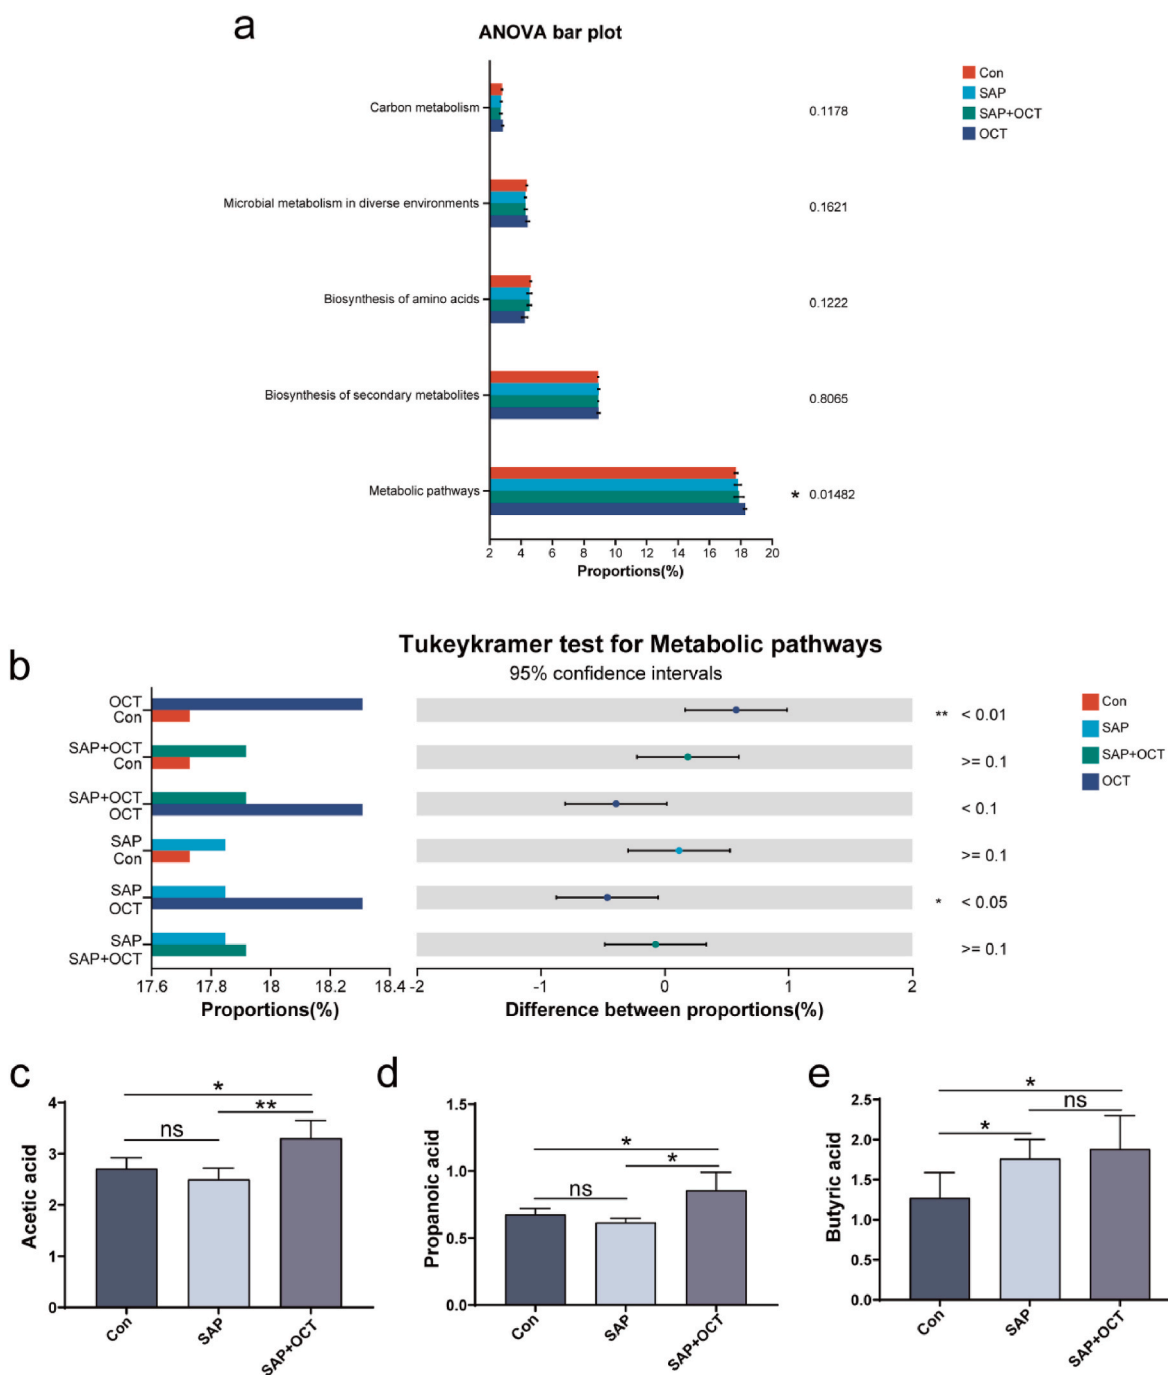 a
ANOVA bar plot
Con
SAP
SAP+OCT
OCT
Carbon metabolism
0.1178
Microbial metabolism in diverse environments
0.1621
Biosynthesis of amino acids
0.1222
Biosynthesis of secondary metabolites
0.8065
Metabolic pathways
* 0.01482
2 4 6 8 10 12 14 16 18 20
Proportions(%)
b
Tukeykramer test for Metabolic pathways
95% confidence intervals
OCT
Con
** < 0.01
SAP+OCT
Con
>= 0.1
SAP+OCT
OCT
< 0.1
SAP
Con
>= 0.1
SAP
OCT
* < 0.05
SAP
SAP+OCT
>= 0.1
Con
SAP
SAP+OCT
OCT
17.6 17.8 18 18.2 18.4
Proportions(%)
-2 -1 0 1 2
Difference between proportions(%)
c
Acetic acid
4
3
2
1
0
*
**
ns
Con
SAP
SAP+OCT
d
Propanoic acid
1.5
1.0
0.5
0.0
*
*
ns
Con
SAP
SAP+OCT
e
Butyric acid
2.5
2.0
1.5
1.0
0.5
0.0
*
ns
*
Con
SAP
SAP+OCT